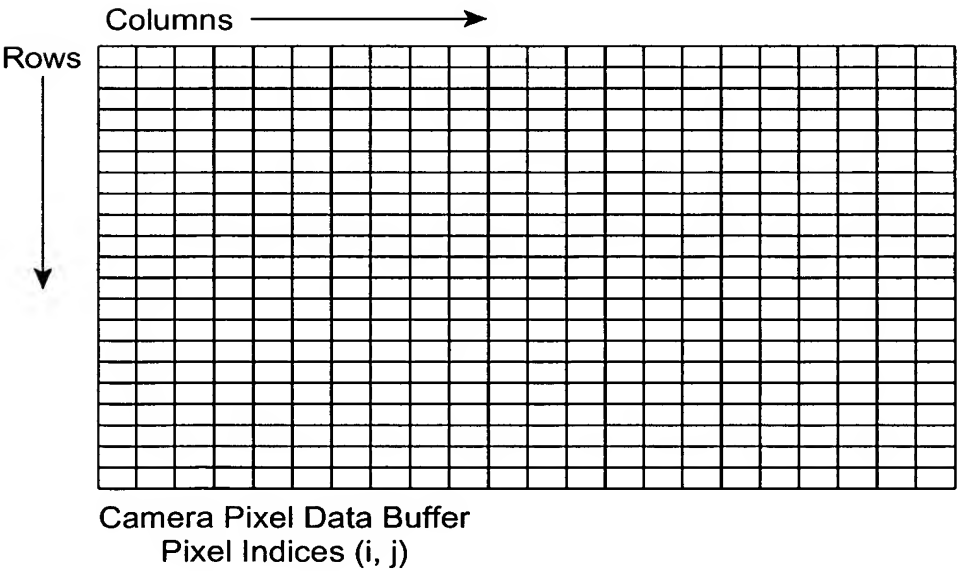 Columns
Rows
Camera Pixel Data Buffer
Pixel Indices (i, j)